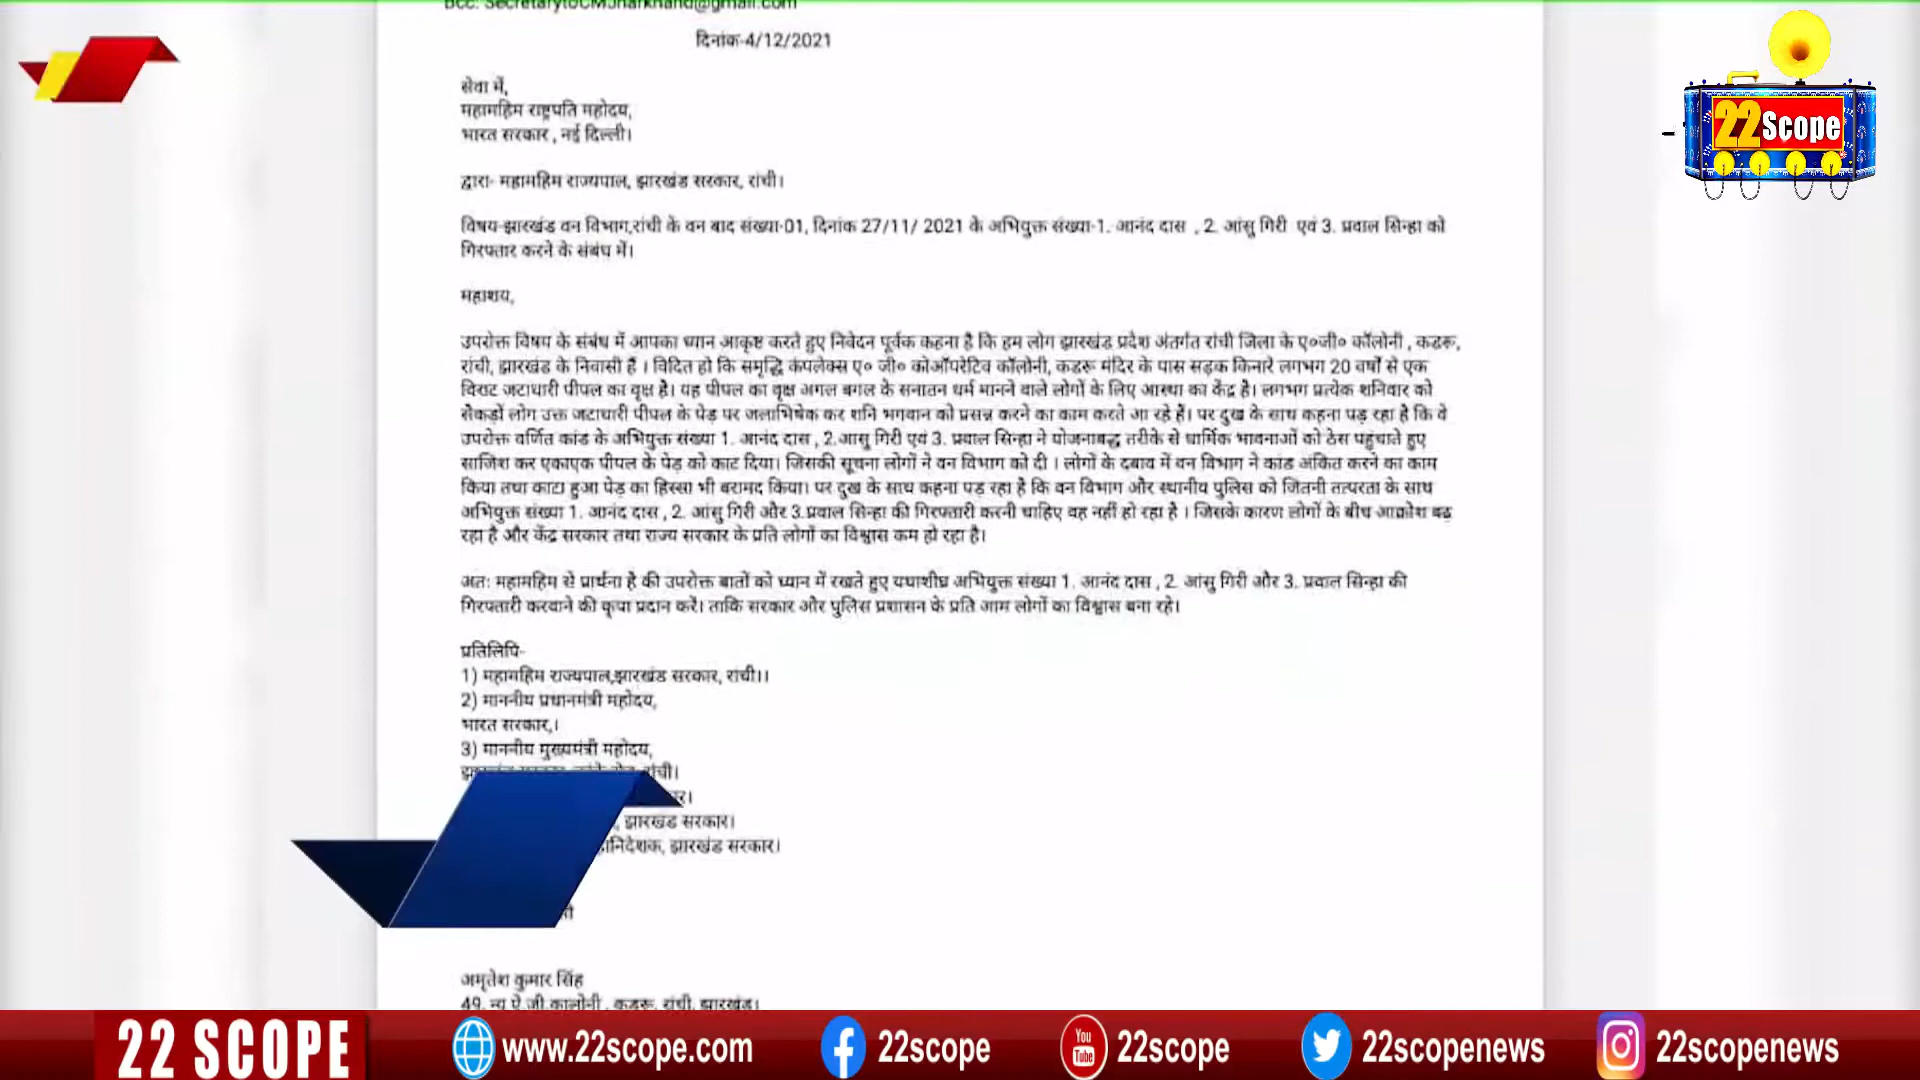 Bcc: SecretarytoCMJharkhand@gmail.com
दिनांक-4/12/2021
22Scope
सेवा में,
महामहिम राष्ट्रपति महोदय,
भारत सरकार , नई दिल्ली।
द्वारा- महामहिम राज्यपाल, झारखंड सरकार, रांची।
विषय-झारखंड वन विभाग,रांची के वन बाद संख्या-01, दिनांक 27/11/ 2021 के अभियुक्त संख्या-1. आनंद दास , 2. आंसु गिरी एवं 3. प्रवाल सिन्हा को
गिरफ्तार करने के संबंध में।
महाशय,
उपरोक्त विषय के संबंध में आपका ध्यान आकृष्ट करते हुए निवेदन पूर्वक कहना है कि हम लोग झारखंड प्रदेश अंतर्गत रांची जिला के ए०जी० कॉलोनी , कडरू,
रांची, झारखंड के निवासी हैं । विदित हो कि समृद्धि कंपलेक्स ए० जी० कोऑपरेटिव कॉलोनी, कडरू मंदिर के पास सड़क किनारे लगभग 20 वर्षों से एक
विराट जटाधारी पीपल का वृक्ष है। यह पीपल का वृक्ष अगल बगल के सनातन धर्म मानने वाले लोगों के लिए आस्था का केंद्र है। लगभग प्रत्येक शनिवार को
सैकड़ों लोग उक्त जटाधारी पीपल के पेड़ पर जलाभिषेक कर शनि भगवान को प्रसन्न करने का काम करते आ रहे हैं। पर दुख के साथ कहना पड़ रहा है कि वे
उपरोक्त वर्णित कांड के अभियुक्त संख्या 1. आनंद दास , 2.आसु गिरी एवं 3. प्रवाल सिन्हा ने योजनाबद्ध तरीके से धार्मिक भावनाओं को ठेस पहुंचाते हुए
साजिश कर एकाएक पीपल के पेड़ को काट दिया। जिसकी सूचना लोगों ने वन विभाग को दी । लोगों के दबाव में वन विभाग ने कांड अंकित करने का काम
किया तथा काटा हुआ पेड़ का हिस्सा भी बरामद किया। पर दुख के साथ कहना पड़ रहा है कि वन विभाग और स्थानीय पुलिस को जितनी तत्परता के साथ
अभियुक्त संख्या 1. आनंद दास , 2. आंसु गिरी और 3.प्रवाल सिन्हा की गिरफ्तारी करनी चाहिए वह नहीं हो रहा है । जिसके कारण लोगों के बीच आक्रोश बढ़
रहा है और केंद्र सरकार तथा राज्य सरकार के प्रति लोगों का विश्वास कम हो रहा है।
अत: महामहिम से प्रार्थना है की उपरोक्त बातों को ध्यान में रखते हुए यथाशीघ्र अभियुक्त संख्या 1. आनंद दास , 2. आंसु गिरी और 3. प्रवाल सिन्हा की
गिरफ्तारी करवाने की कृपा प्रदान करें। ताकि सरकार और पुलिस प्रशासन के प्रति आम लोगों का विश्वास बना रहे।
प्रतिलिपि-
1) महामहिम राज्यपाल,झारखंड सरकार, रांची।।
2) माननीय प्रधानमंत्री महोदय,
भारत सरकार,।
3) माननीय मुख्यमंत्री महोदय,
रांची।
, झारखंड सरकार।
झारखंड सरकार।
अमृतेश कुमार सिंह
49, न्यू ऐ.जी.कालोनी , कडरू, रांची, झारखंड।
22 SCOPE
www.22scope.com
22scope
You Tube
22scope
22scopenews
22scopenews